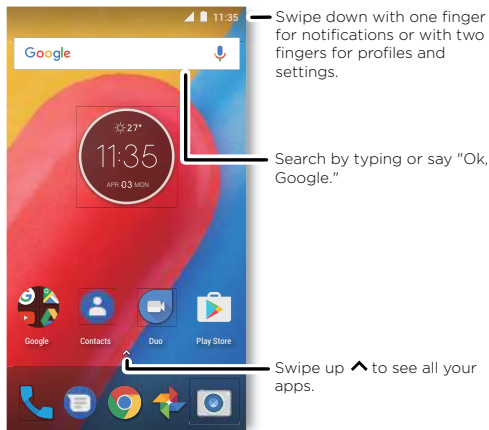 11:35
Swipe down with one finger
for notifications or with two
fingers for profiles and
settings.
Google
27°
11:35
APR 03 MON
Search by typing or say "Ok,
Google."
Google
Contacts
Duo
Play Store
Swipe up ^ to see all your
apps.